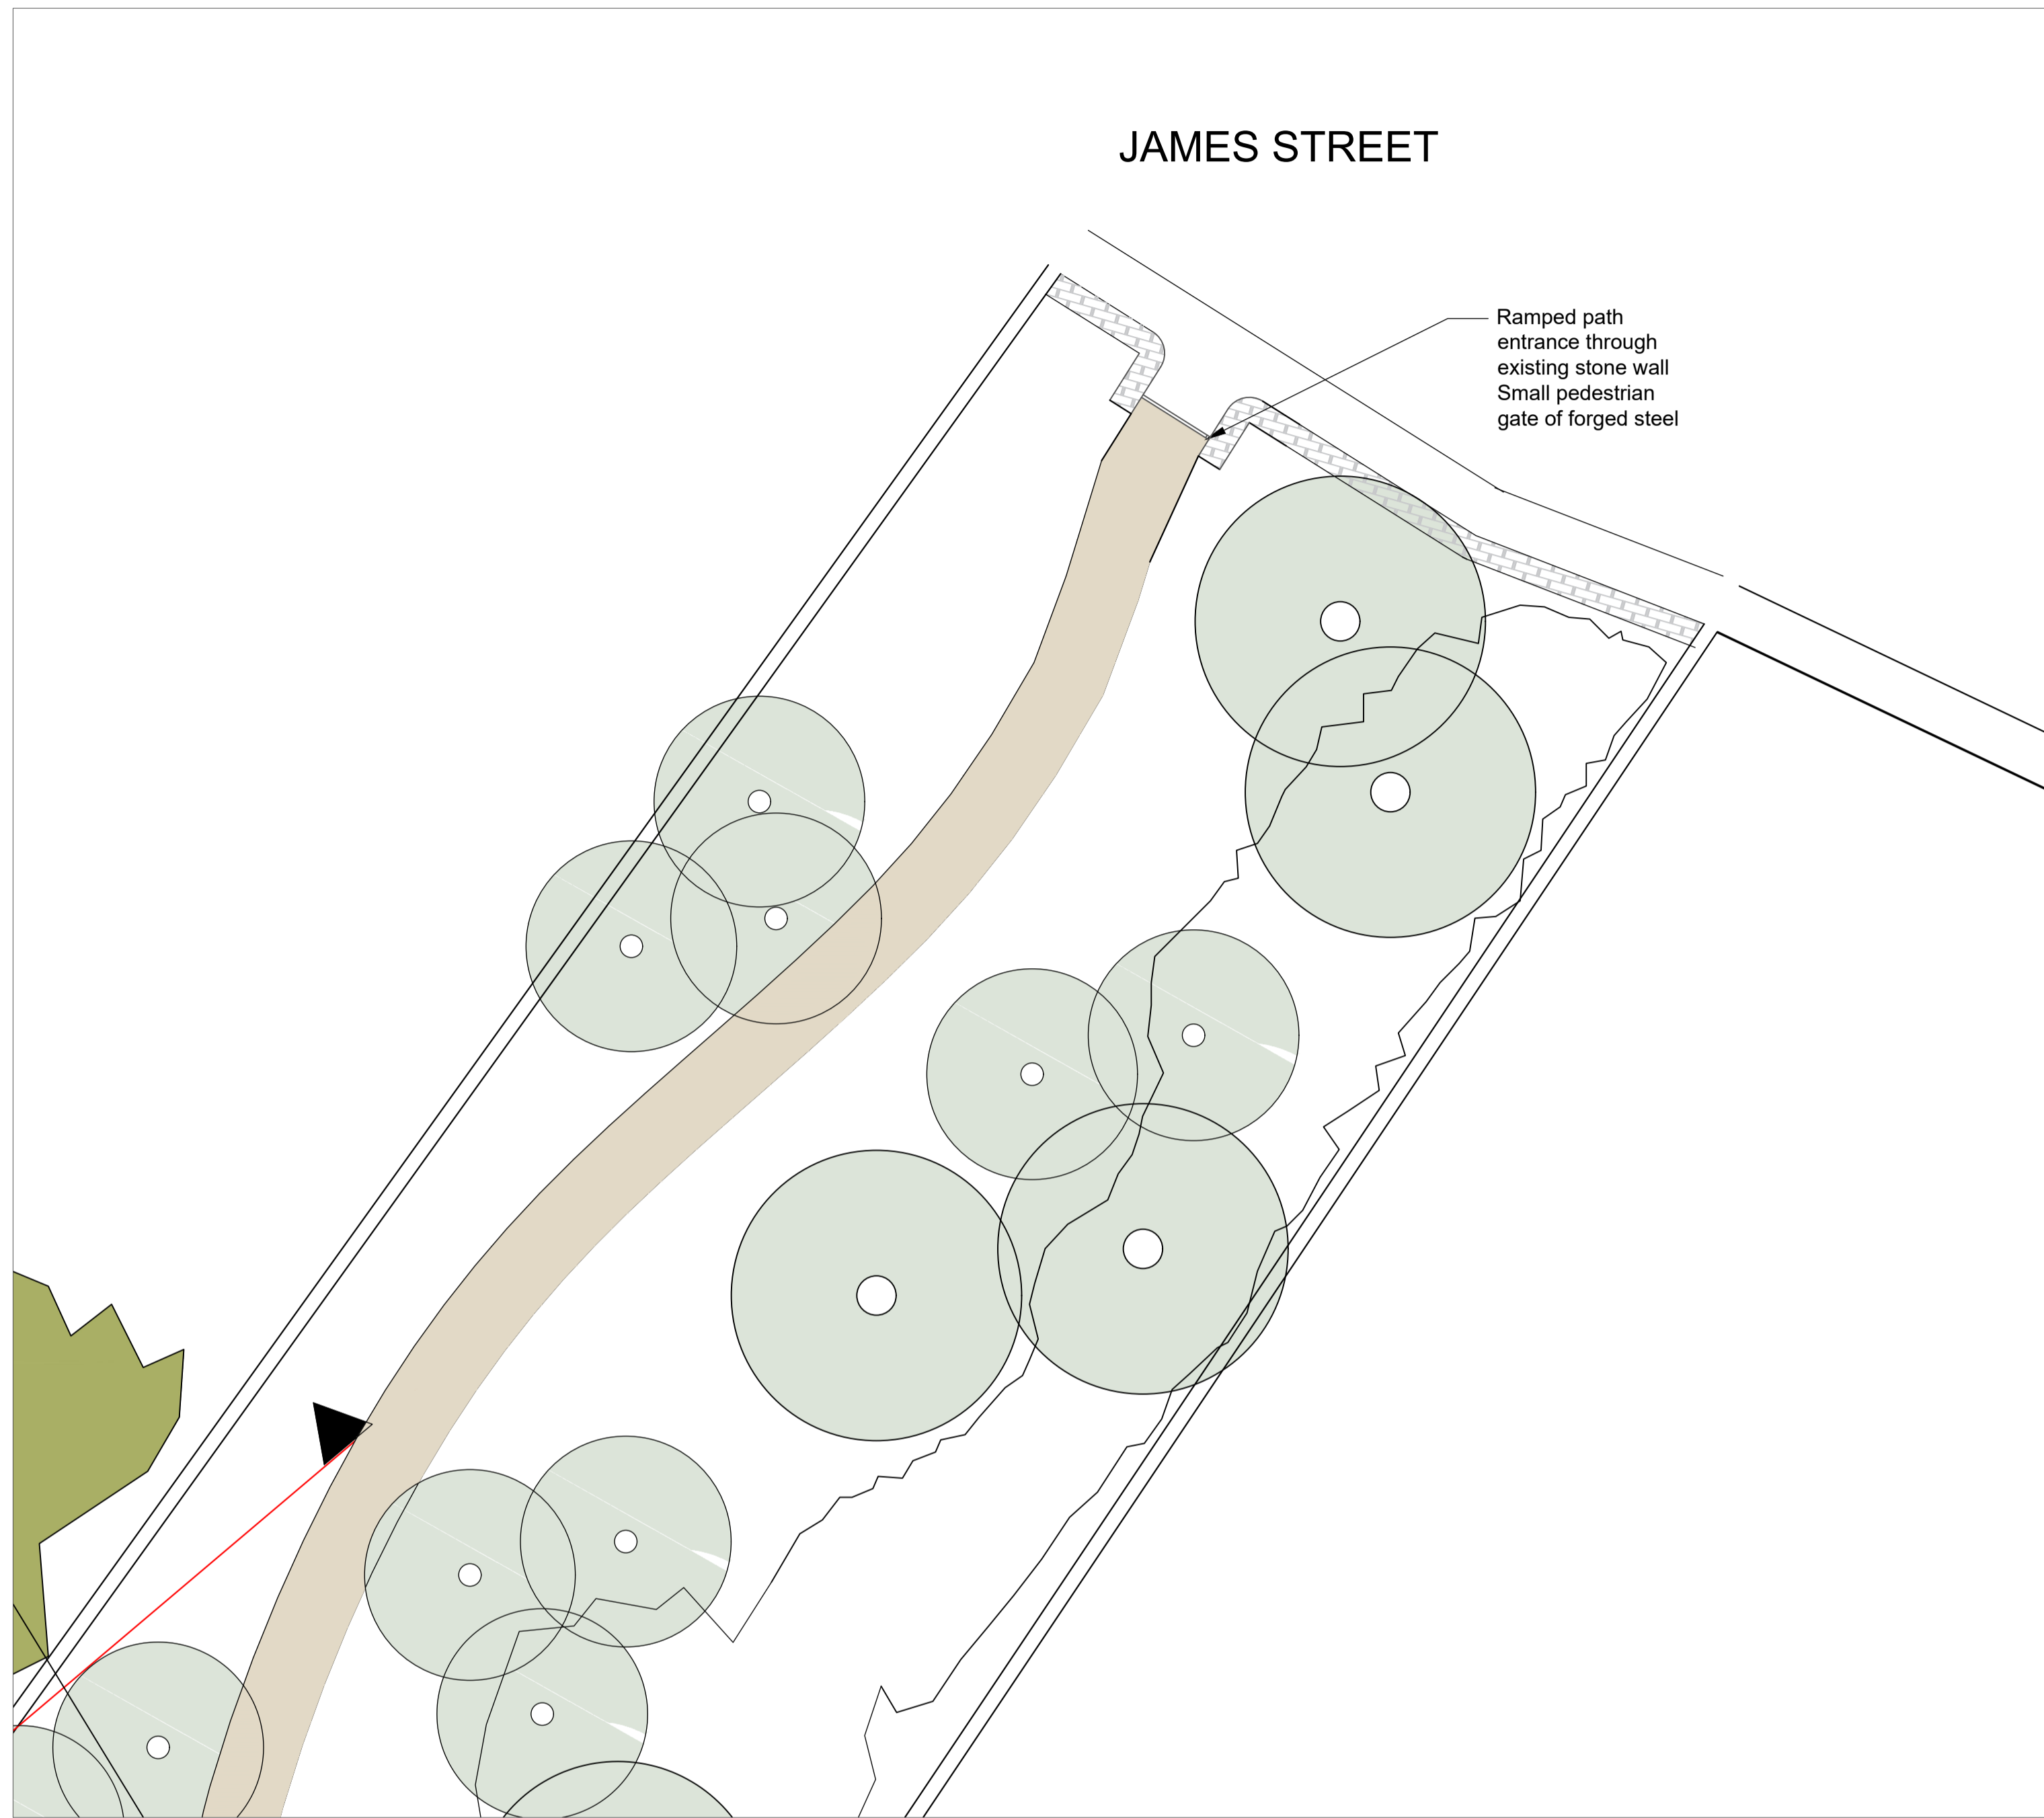 JAMES STREET
Ramped path
entrance through
existing stone wall
Small pedestrian
gate of forged steel